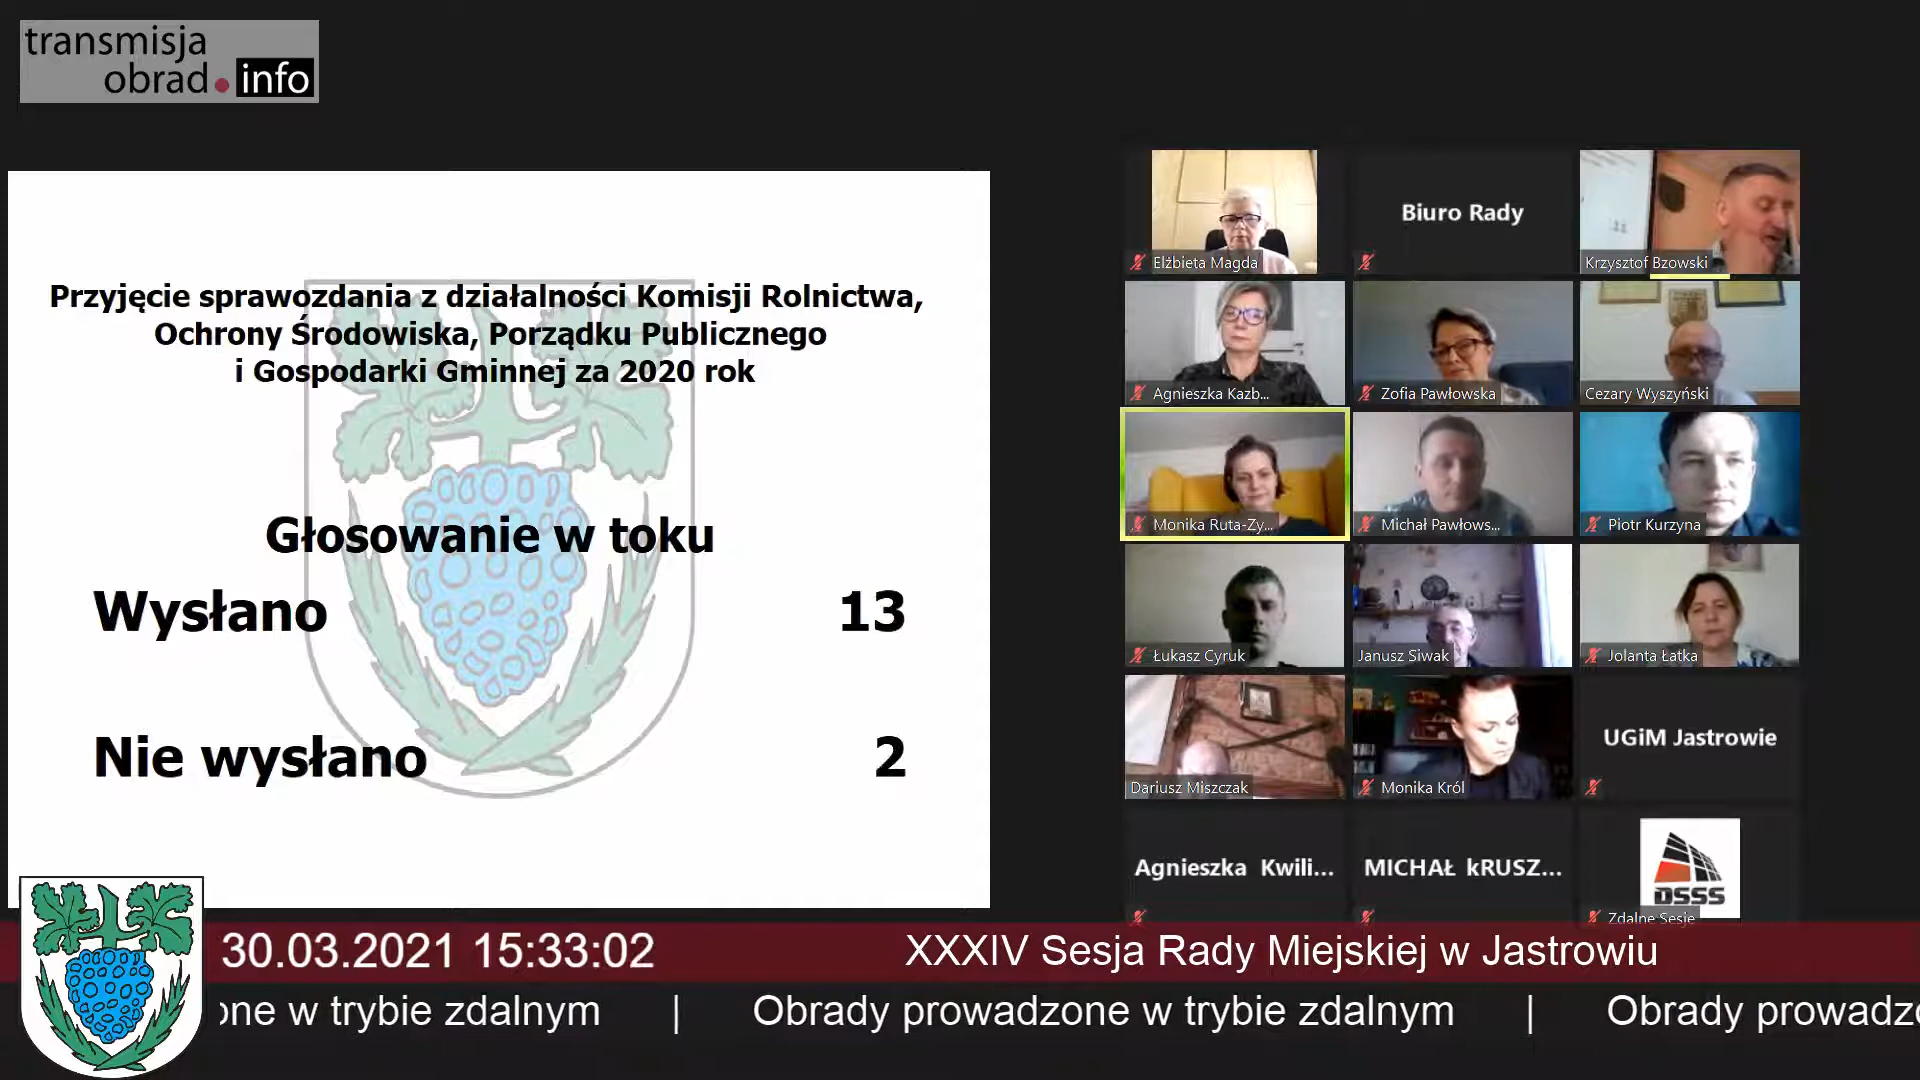 transmisja
obrad.info
Przyjęcie sprawozdania z działalności Komisji Rolnictwa,
Ochrony Środowiska, Porządku Publicznego
i Gospodarki Gminnej za 2020 rok
Głosowanie w toku
Wysłano 13
Nie wysłano 2
Elżbieta Magda
Biuro Rady
Krzysztof Bzowski
Agnieszka Kazb...
Zofia Pawłowska
Cezary Wyszyński
Monika Ruta-Zy...
Michał Pawłows...
Piotr Kurzyna
Łukasz Cyruk
Janusz Siwak
Jolanta Łatka
Dariusz Miszczak
Monika Król
UGiM Jastrowie
Agnieszka Kwili...
MICHAŁ kRUSZ...
DSSS
Zdalne Sesje
30.03.2021 15:33:02 XXXIV Sesja Rady Miejskiej w Jastrowiu
one w trybie zdalnym | Obrady prowadzone w trybie zdalnym | Obrady prowadzo